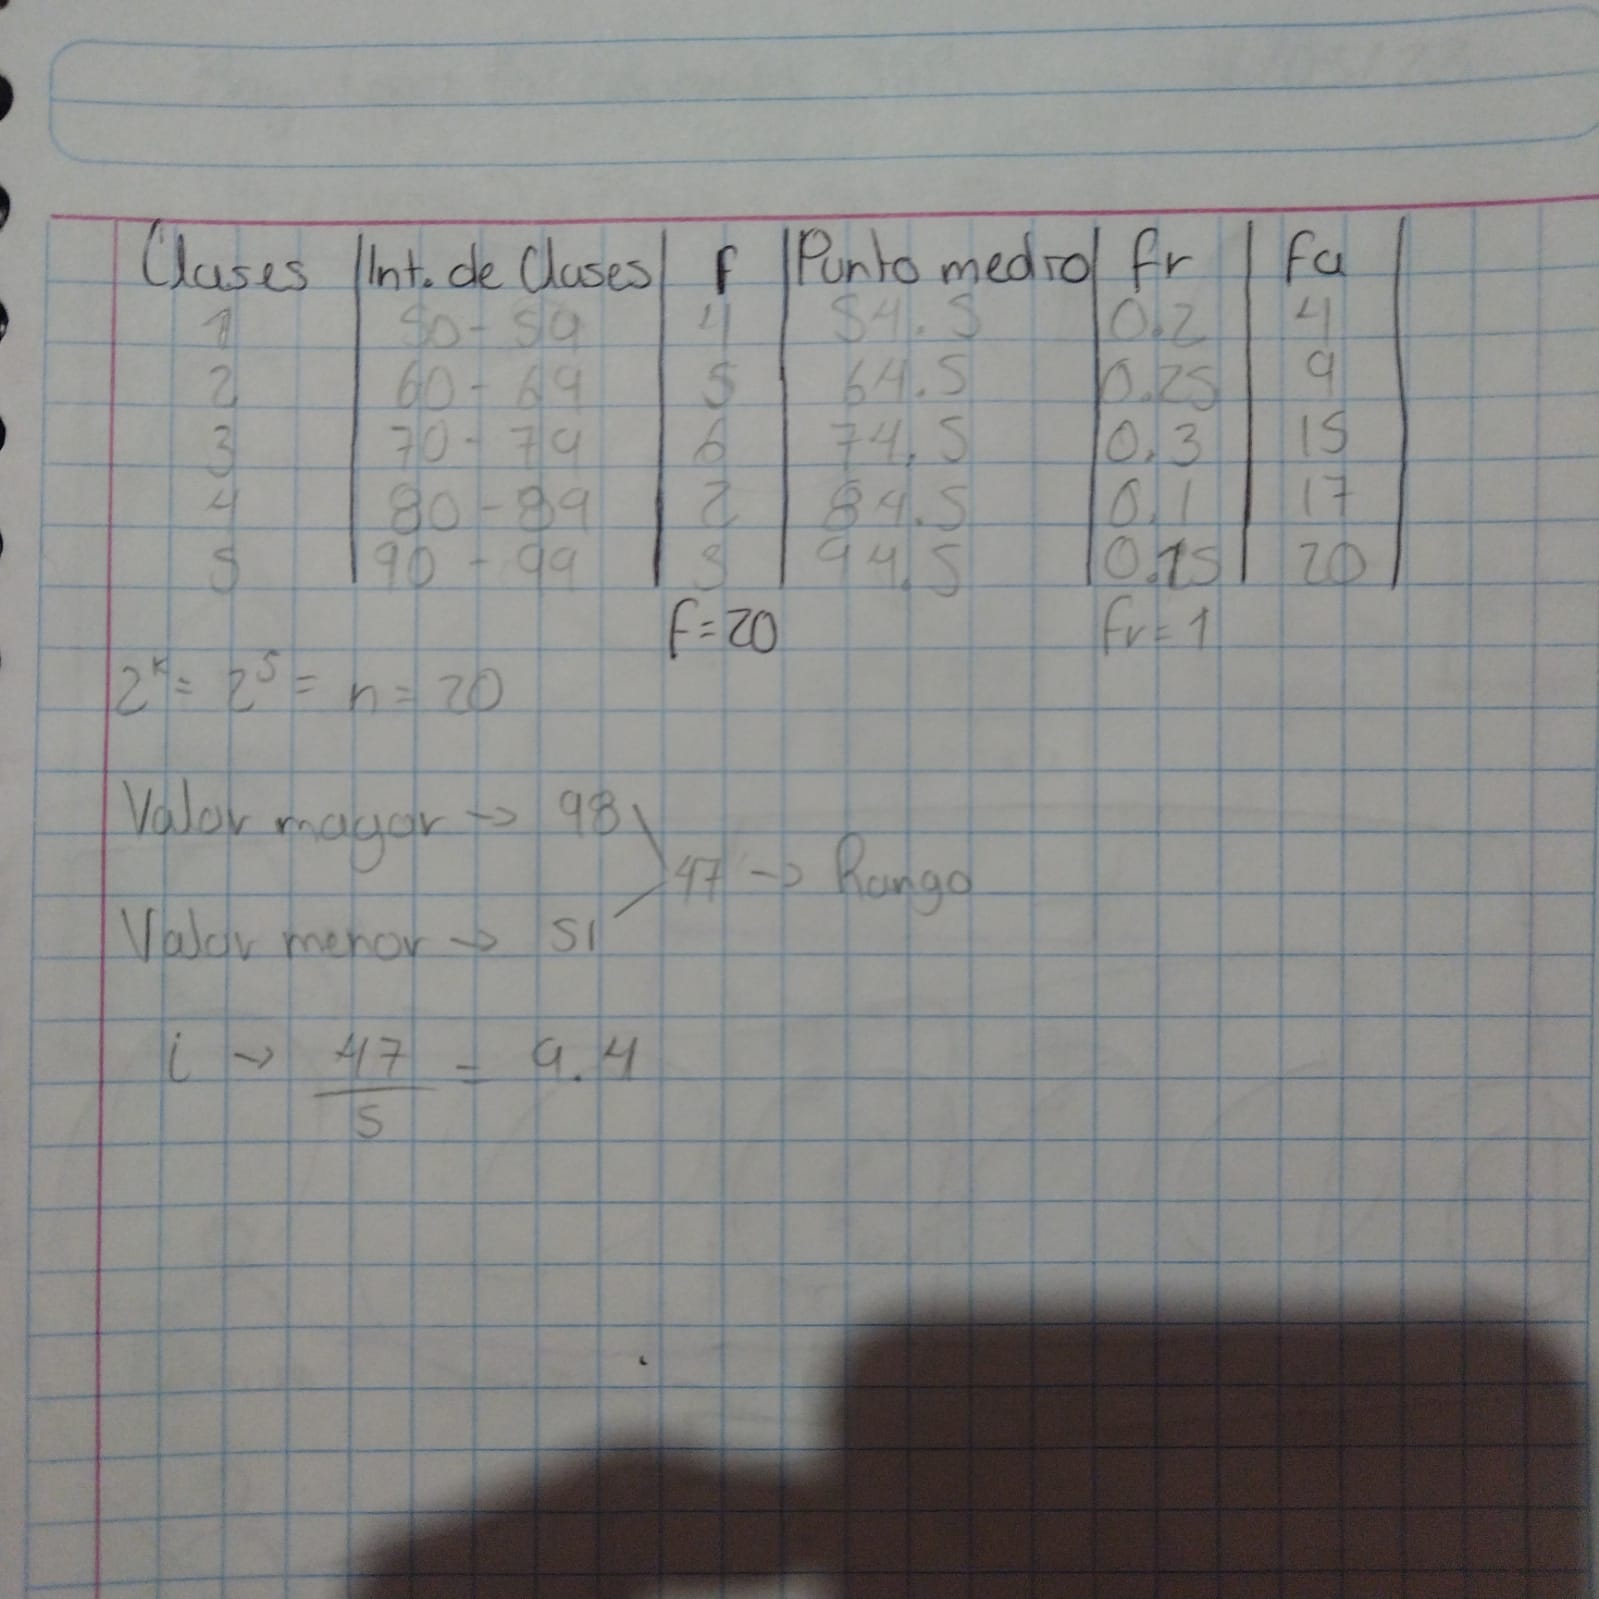 Clases Int. de Clases f Punto medio fr fa
1 50 - 59 4 54.5 0.2 4
2 60 - 69 5 64.5 0.25 9
3 70 - 79 6 74.5 0.3 15
4 80 - 89 2 84.5 0.1 17
5 90 - 99 3 94.5 0.15 20
f = 20 fr = 1
2^k = 2^5 = n = 20
Valor mayor → 98
47 → Rango
Valor menor → 51
i → 47/5 = 9.4